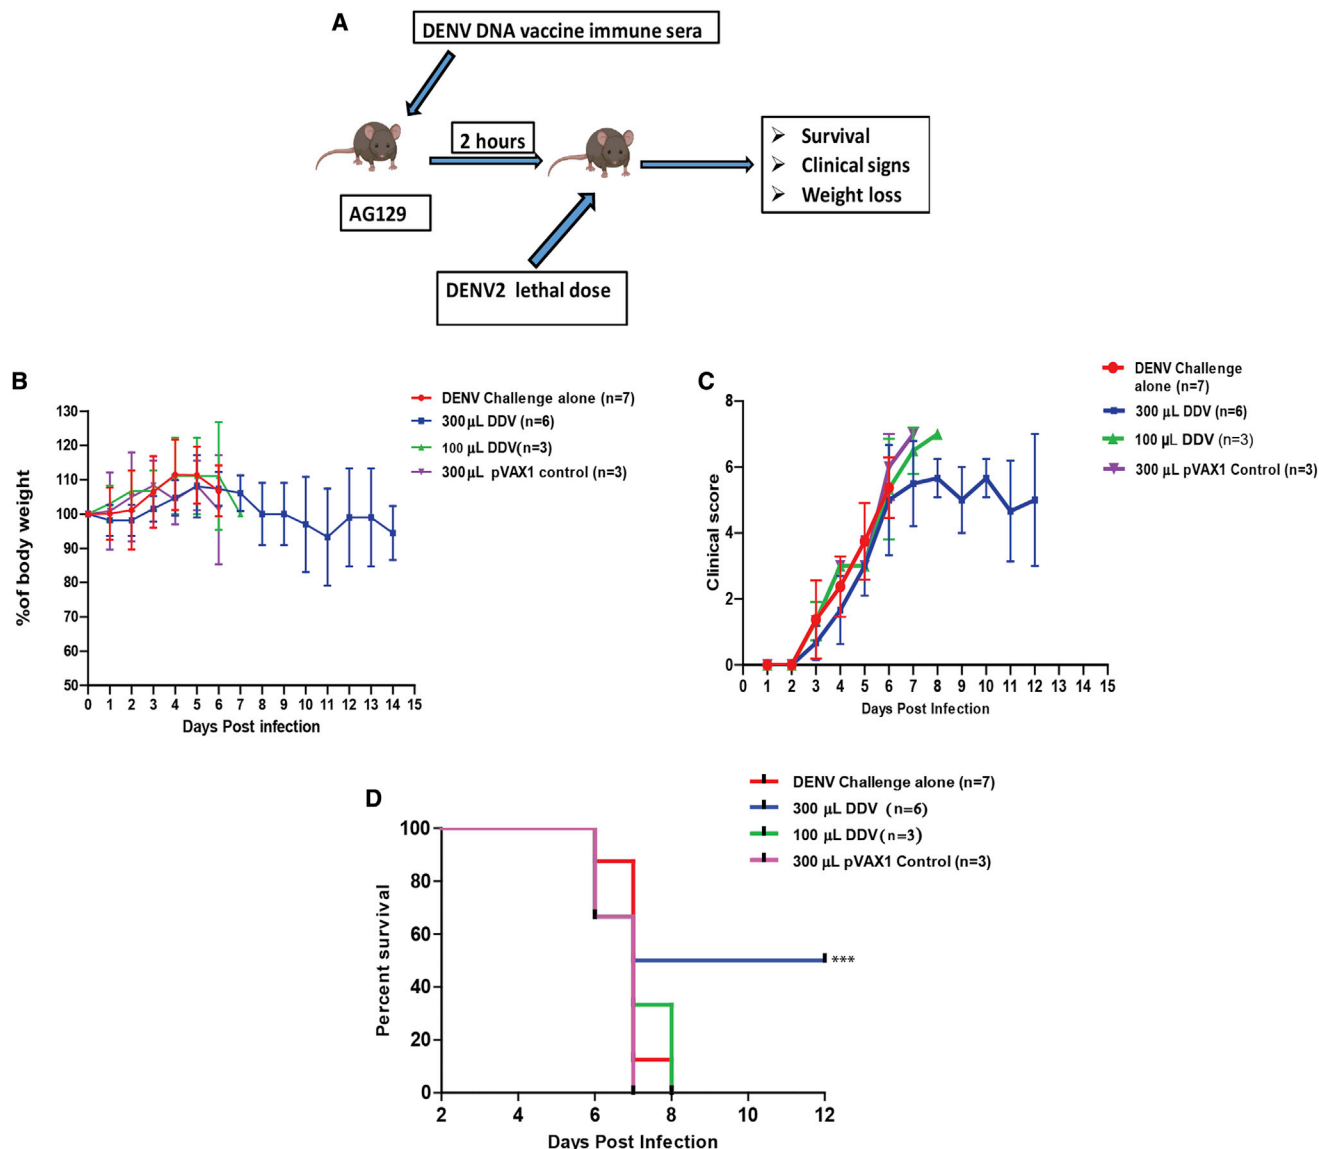 A
DENV DNA vaccine immune sera
2 hours
AG129
DENV2 lethal dose
➢ Survival
➢ Clinical signs
➢ Weight loss
B
%of body weight
130
120
110
100
90
80
70
60
50
0 1 2 3 4 5 6 7 8 9 10 11 12 13 14 15
Days Post infection
DENV Challenge alone (n=7)
300 µL DDV (n=6)
100 µL DDV(n=3)
300 µL pVAX1 control (n=3)
C
Clinical score
8
6
4
2
0
0 1 2 3 4 5 6 7 8 9 10 11 12 13 14 15
Days Post Infection
DENV Challenge
alone (n=7)
300 µL DDV (n=6)
100 µL DDV (n=3)
300 µL pVAX1 Control (n=3)
D
Percent survival
100
80
60
40
20
0
2 4 6 8 10 12
Days Post Infection
***
DENV Challenge alone (n=7)
300 µL DDV (n=6)
100 µL DDV(n=3)
300 µL pVAX1 Control (n=3)